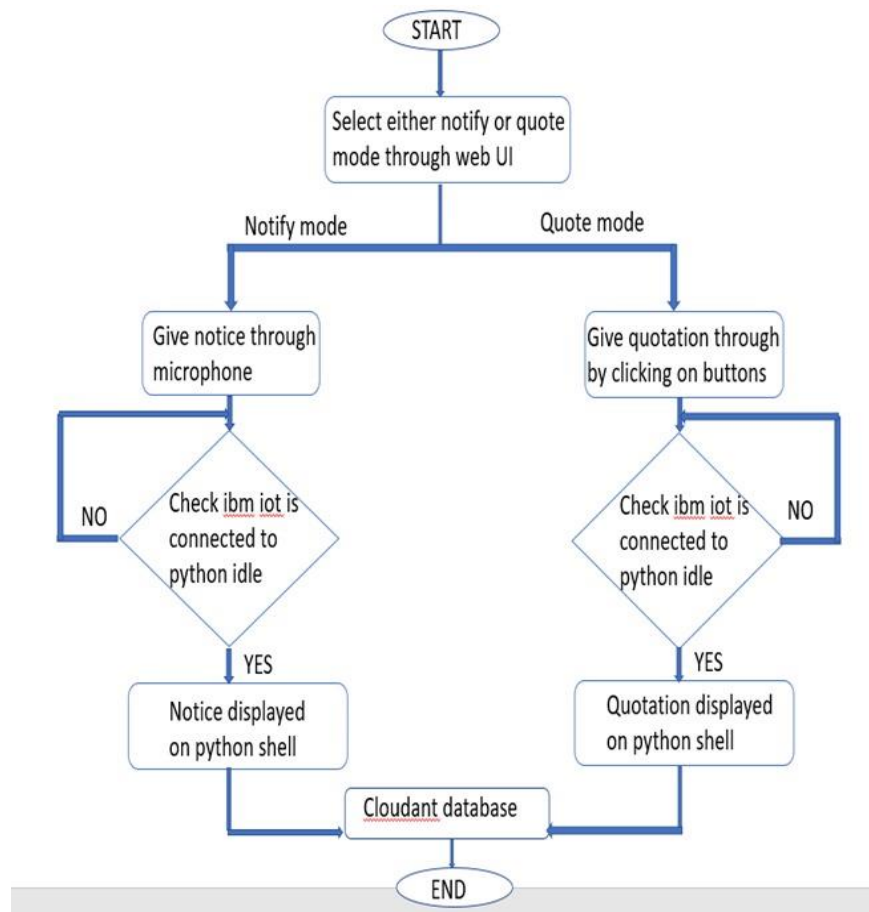 START
Select either notify or quote
mode through web UI
Notify mode
Quote mode
Give notice through
microphone
Give quotation through
by clicking on buttons
NO
Check ibm iot is
connected to
python idle
Check ibm iot is
connected to
python idle
NO
YES
YES
Notice displayed
on python shell
Quotation displayed
on python shell
Cloudant database
END